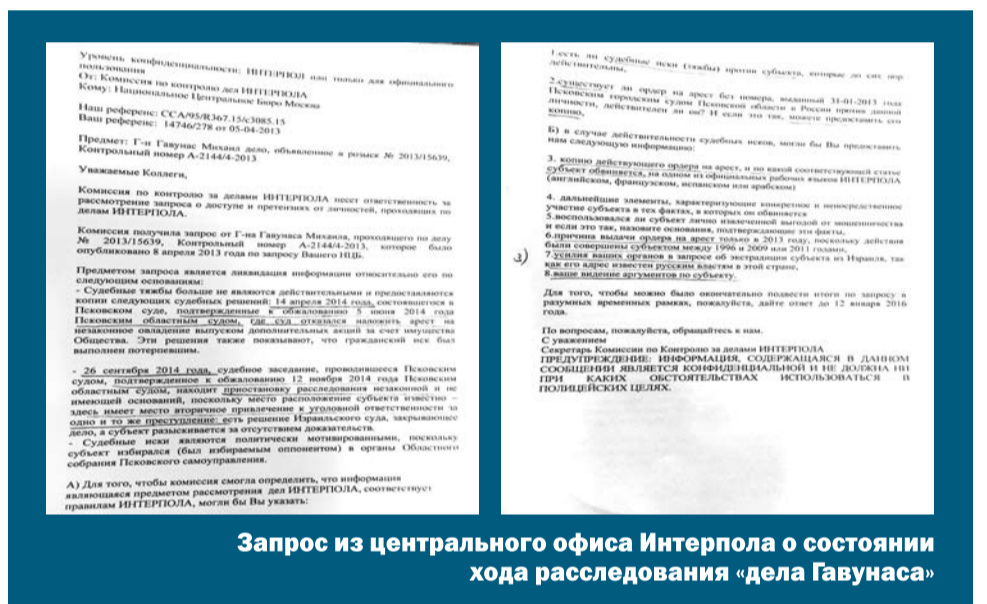 Уровень конфиденциальности: ИНТЕРПОЛ или только для официального
пользования
От: Комиссия по контролю дел ИНТЕРПОЛА
Кому: Национальное Центральное Бюро Москва
Наш референс: CCA/95/R367.15/c3085.15
Ваш референс: 14746/278 от 05-04-2013
Предмет: Г-н Гавунас Михаил дело, объявленное в розыск № 2013/15639,
Контрольный номер А-2144/4-2013
Уважаемые Коллеги,
Комиссия по контролю за делами ИНТЕРПОЛА несет ответственность за
рассмотрение запроса о доступе и претензиях от личностей, проходящих по
делам ИНТЕРПОЛА.
Комиссия получила запрос от Г-на Гавунаса Михаила, проходящего по делу
№ 2013/15639, Контрольный номер А-2144/4-2013, которое было
опубликовано 8 апреля 2013 года по запросу Вашего НЦБ.
Предметом запроса является ликвидация информации относительно его по
следующим основаниям:
- Судебные тяжбы больше не являются действительными и предоставляются
копии следующих судебных решений: 14 апреля 2014 года, состоявшегося в
Псковском суде, подтвержденные к обжалованию 5 июня 2014 года
Псковским областным судом, где суд отказался наложить арест на
незаконное овладение выпуском дополнительных акций за счет имущества
Общества. Эти решения также показывают, что гражданский иск был
выполнен потерпевшим.
- 26 сентября 2014 года, судебное заседание, проводившееся Псковским
судом, подтвержденное к обжалованию 12 ноября 2014 года Псковским
областным судом, находит приостановку расследования незаконной и не
имеющей оснований, поскольку место расположение субъекта известно –
здесь имеет место вторичное привлечение к уголовной ответственности за
одно и то же преступление: есть решение Израильского суда, закрывающее
дело, а субъект разыскивается за отсутствием доказательств.
- Судебные иски являются политически мотивированными, поскольку
субъект избирался (был избираемым оппонентом) в органы Областного
собрания Псковского самоуправления.
А) Для того, чтобы комиссия смогла определить, что информация
являющаяся предметом рассмотрения дел ИНТЕРПОЛА, соответствует
правилам ИНТЕРПОЛА, могли бы Вы указать:
1.есть ли судебные иски (тяжбы) против субъекта, которые до сих пор
действительны,
2.существует ли ордер на арест без номера, выданный 31-01-2013 года
Псковским городским судом Псковской области в России против данной
личности, действителен ли он? И если это так, можете предоставить его
копию,
Б) в случае действительности судебных исков, могли бы Вы предоставить
нам следующую информацию:
3. копию действующего ордера на арест, и по какой соответствующей статье
субъект обвиняется, на одном из официальных рабочих языков ИНТЕРПОЛА
(английском, французском, испанском или арабском)
4. дальнейшие элементы, характеризующие конкретное и непосредственное
участие субъекта в тех фактах, в которых он обвиняется
5.воспользовался ли субъект лично извлеченной выгодой от мошенничества
и если это так, назовите основания, подтверждающие эти факты,
6.причина выдачи ордера на арест только в 2013 году, поскольку действия
были совершены субъектом между 1996 и 2009 или 2011 годами,
7.усилия ваших органов в запросе об экстрадиции субъекта из Израиля, так
как его адрес известен русским властям в этой стране,
8.ваше видение аргументов по субъекту.
Для того, чтобы можно было окончательно подвести итоги по запросу в
разумных временных рамках, пожалуйста, дайте ответ до 12 января 2016
года.
По вопросам, пожалуйста, обращайтесь к нам.
С уважением
Секретарь Комиссии по Контролю за делами ИНТЕРПОЛА
ПРЕДУПРЕЖДЕНИЕ: ИНФОРМАЦИЯ, СОДЕРЖАЩАЯСЯ В ДАННОМ
СООБЩЕНИИ ЯВЛЯЕТСЯ КОНФИДЕНЦИАЛЬНОЙ И НЕ ДОЛЖНА НИ
ПРИ КАКИХ ОБСТОЯТЕЛЬСТВАХ ИСПОЛЬЗОВАТЬСЯ В
ПОЛИЦЕЙСКИХ ЦЕЛЯХ.
Запрос из центрального офиса Интерпола о состоянии
хода расследования «дела Гавунаса»